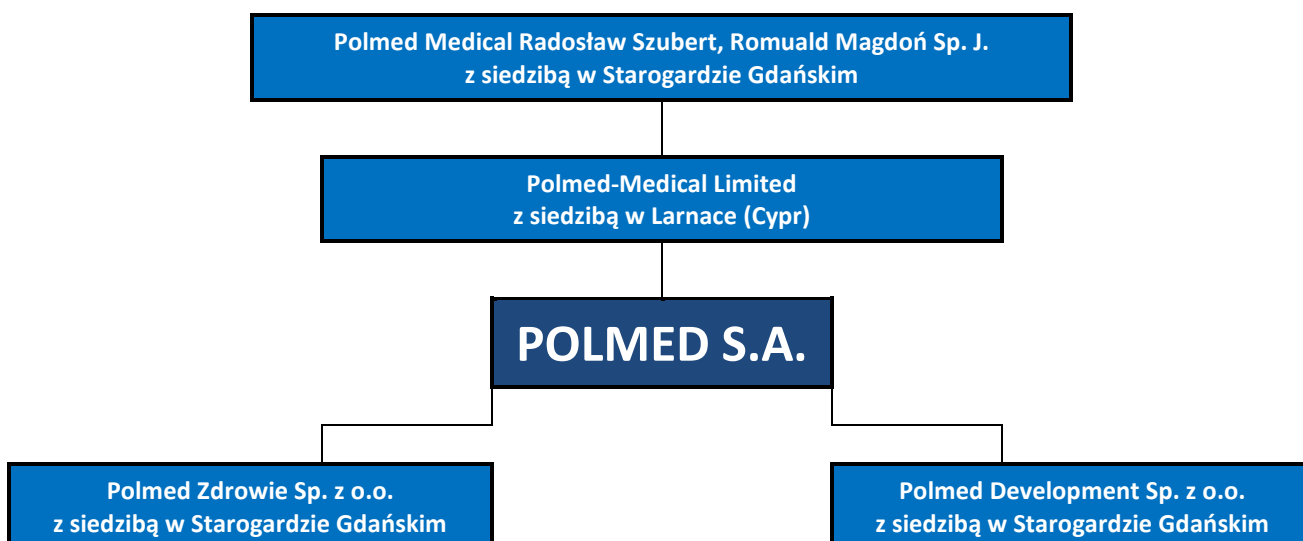 Polmed Medical Radosław Szubert, Romuald Magdoń Sp. J.
z siedzibą w Starogardzie Gdańskim
Polmed-Medical Limited
z siedzibą w Larnace (Cypr)
POLMED S.A.
Polmed Zdrowie Sp. z o.o.
z siedzibą w Starogardzie Gdańskim
Polmed Development Sp. z o.o.
z siedzibą w Starogardzie Gdańskim